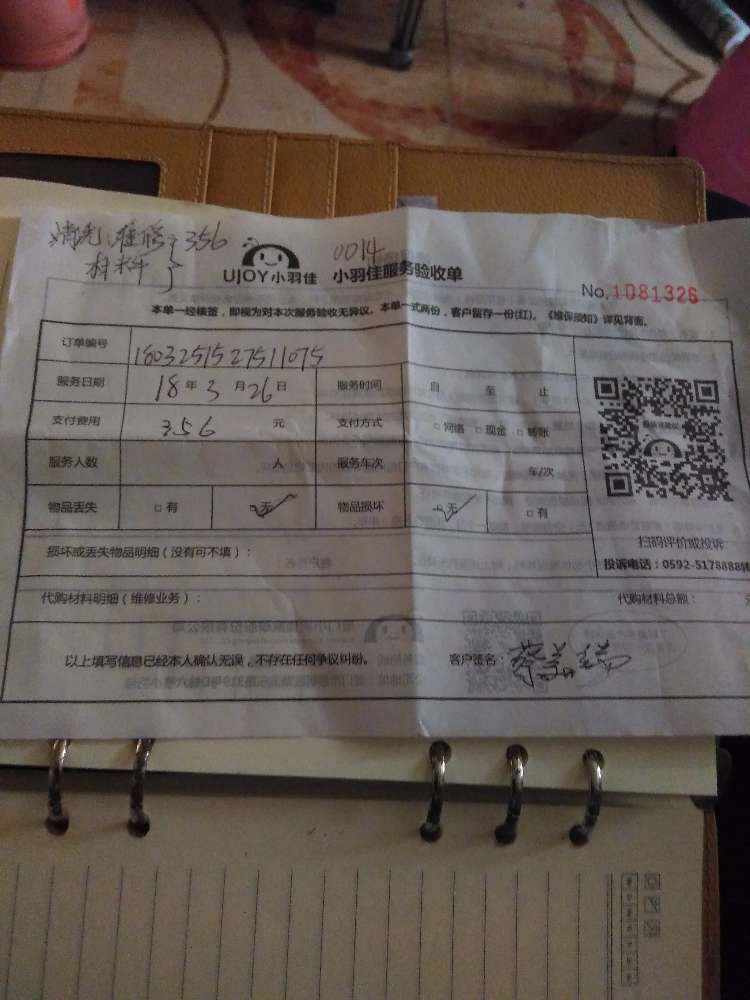 维修 356
材料
0014
UJOY小羽佳 小羽佳服务验收单
No.1081326
本单一经核签，即视为对本次服务验收无异议。本单一式两份，客户留存一份(红)。《维保须知》详见背面。
订单编号 1803251527511075
服务日期 18年3月26日 服务时间 自 至 止
支付费用 356 元 支付方式 □网络 □现金 □转账
服务人数 人 服务车次 车/次
物品丢失 □有 □无 物品损坏 □无 □有
扫码评价或投诉
损坏或丢失物品明细（没有可不填）：
投诉电话：0592-5178888转
代购材料明细（维修业务）： 代购材料总额：
以上填写信息已经本人确认无误，不存在任何争议纠纷。 客户签名：